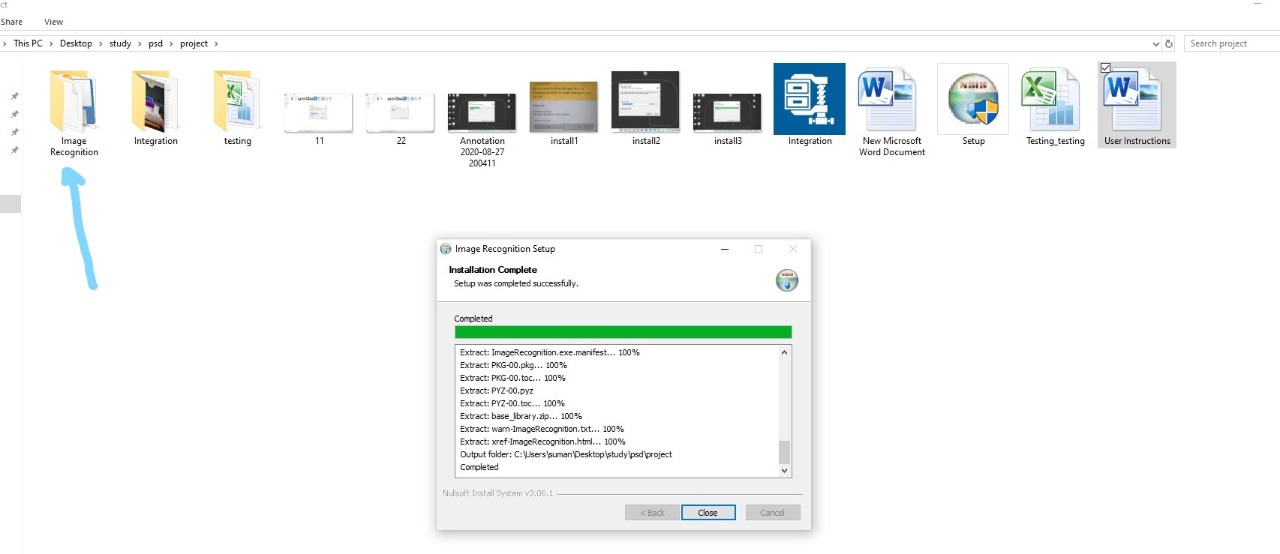 ct
Share View
This PC > Desktop > study > psd > project >
Search project
Image Recognition
Integration
testing
11
22
Annotation 2020-08-27 200411
install1
install2
install3
Integration
New Microsoft Word Document
Setup
Testing_testing
User Instructions
Image Recognition Setup
Installation Complete
Setup was completed successfully.
Completed
Extract: ImageRecognition.exe.manifest... 100%
Extract: PKG-00.pkg... 100%
Extract: PKG-00.toc... 100%
Extract: PYZ-00.pyz
Extract: PYZ-00.toc... 100%
Extract: base_library.zip... 100%
Extract: warn-ImageRecognition.txt... 100%
Extract: xref-ImageRecognition.html... 100%
Output folder: C:\Users\suman\Desktop\study\psd\project
Completed
Nullsoft Install System v3.06.1
< Back Close Cancel